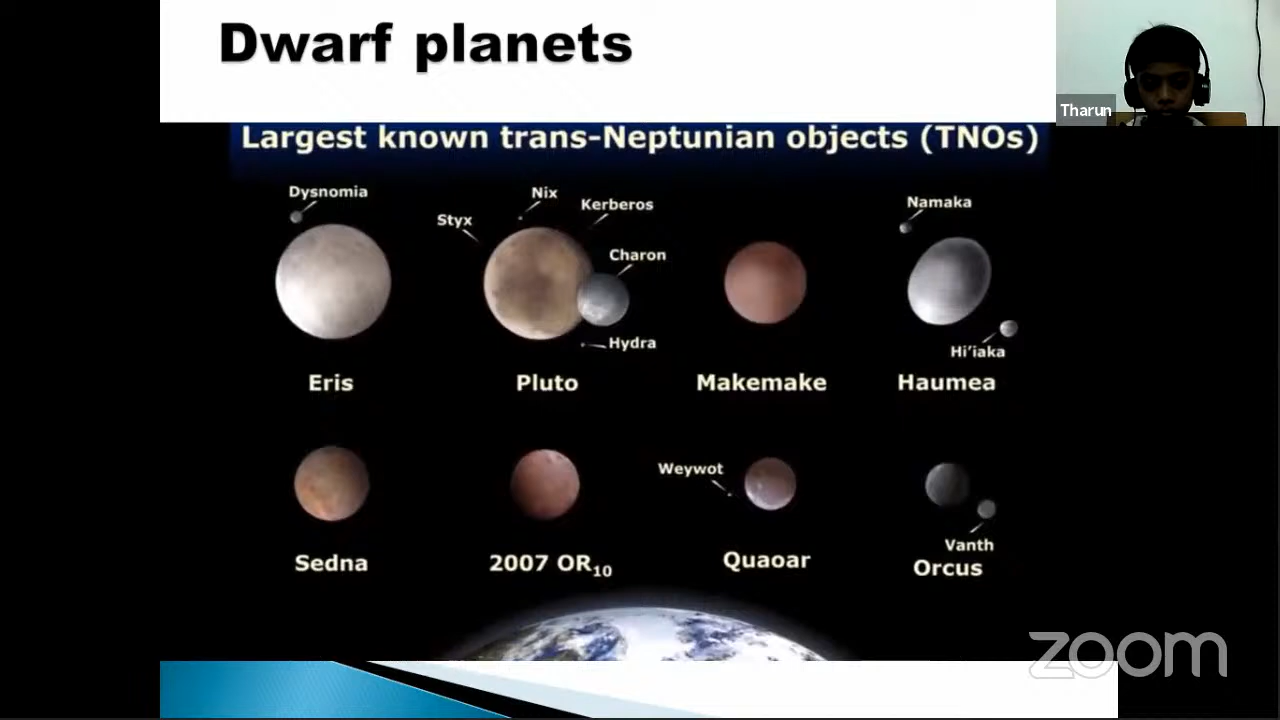 Dwarf planets
Tharun
Largest known trans-Neptunian objects (TNOs)
Dysnomia
Nix
Kerberos
Styx
Charon
Hydra
Namaka
Hi'iaka
Eris
Pluto
Makemake
Haumea
Weywot
Vanth
Sedna
2007 OR10
Quaoar
Orcus
zoom